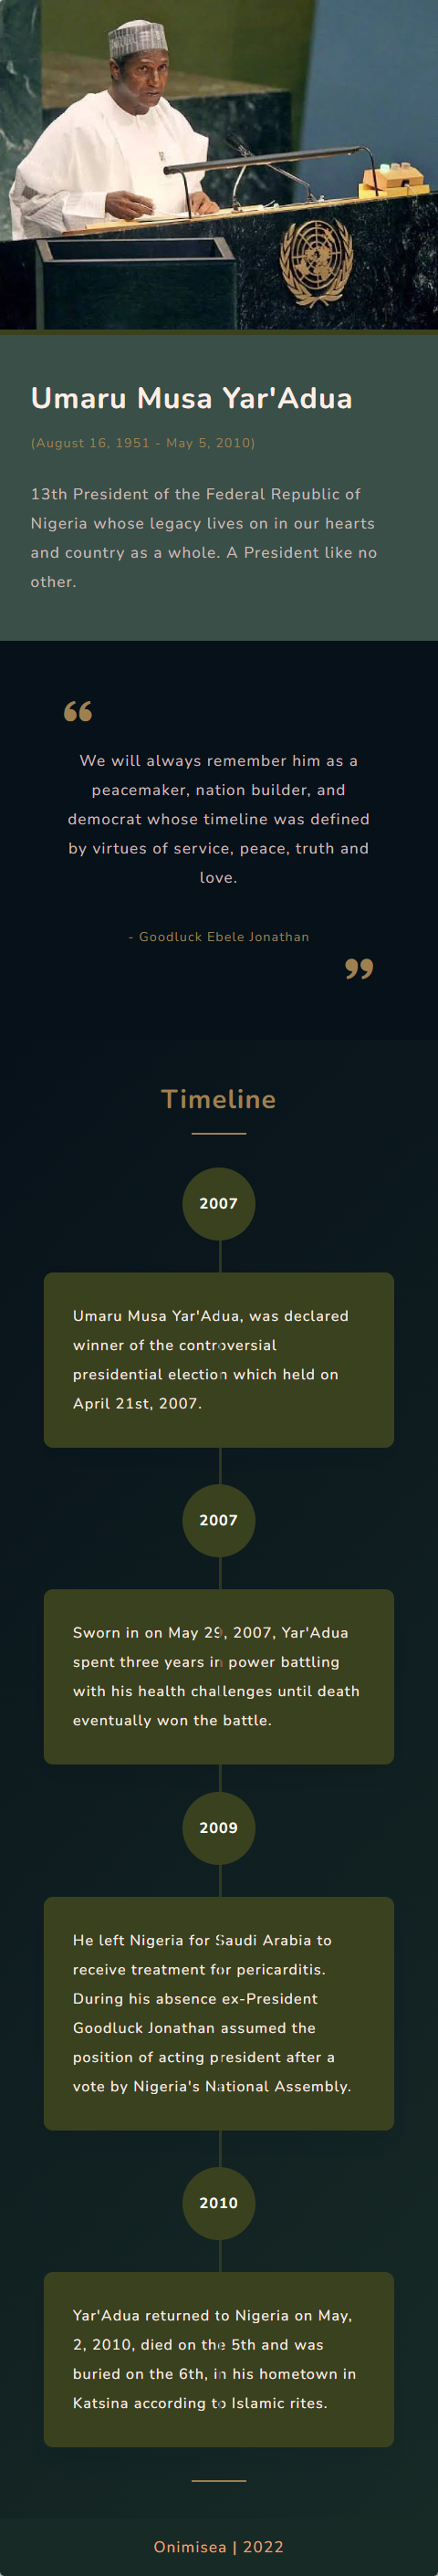 Umaru Musa Yar'Adua
(August 16, 1951 - May 5, 2010)
13th President of the Federal Republic of
Nigeria whose legacy lives on in our hearts
and country as a whole. A President like no
other.
“
We will always remember him as a
peacemaker, nation builder, and
democrat whose timeline was defined
by virtues of service, peace, truth and
love.
- Goodluck Ebele Jonathan
”
Timeline
2007
Umaru Musa Yar'Adua, was declared
winner of the controversial
presidential election which held on
April 21st, 2007.
2007
Sworn in on May 29, 2007, Yar'Adua
spent three years in power battling
with his health challenges until death
eventually won the battle.
2009
He left Nigeria for Saudi Arabia to
receive treatment for pericarditis.
During his absence ex-President
Goodluck Jonathan assumed the
position of acting president after a
vote by Nigeria's National Assembly.
2010
Yar'Adua returned to Nigeria on May,
2, 2010, died on the 5th and was
buried on the 6th, in his hometown in
Katsina according to Islamic rites.
Onimisea | 2022